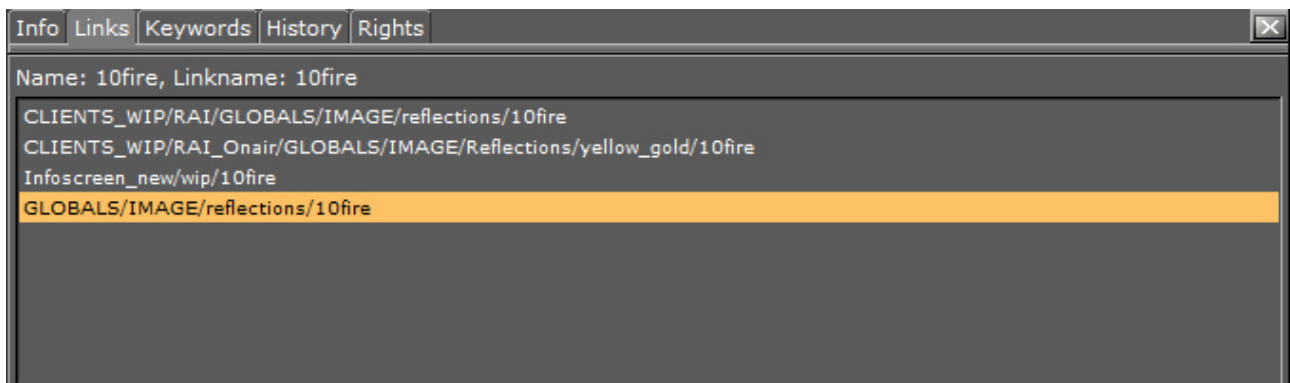 Info Links Keywords History Rights
Name: 10fire, Linkname: 10fire
CLIENTS_WIP/RAI/GLOBALS/IMAGE/reflections/10fire
CLIENTS_WIP/RAI_Onair/GLOBALS/IMAGE/Reflections/yellow_gold/10fire
Infoscreen_new/wip/10fire
GLOBALS/IMAGE/reflections/10fire